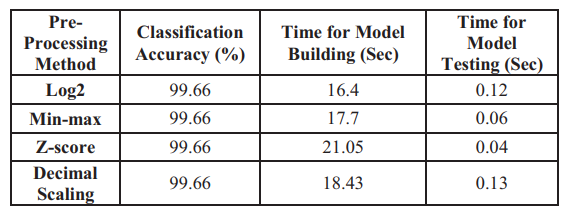 Pre-Processing Method Classification Accuracy (%) Time for Model Building (Sec) Time for Model Testing (Sec)
Log2 99.66 16.4 0.12
Min-max 99.66 17.7 0.06
Z-score 99.66 21.05 0.04
Decimal Scaling 99.66 18.43 0.13